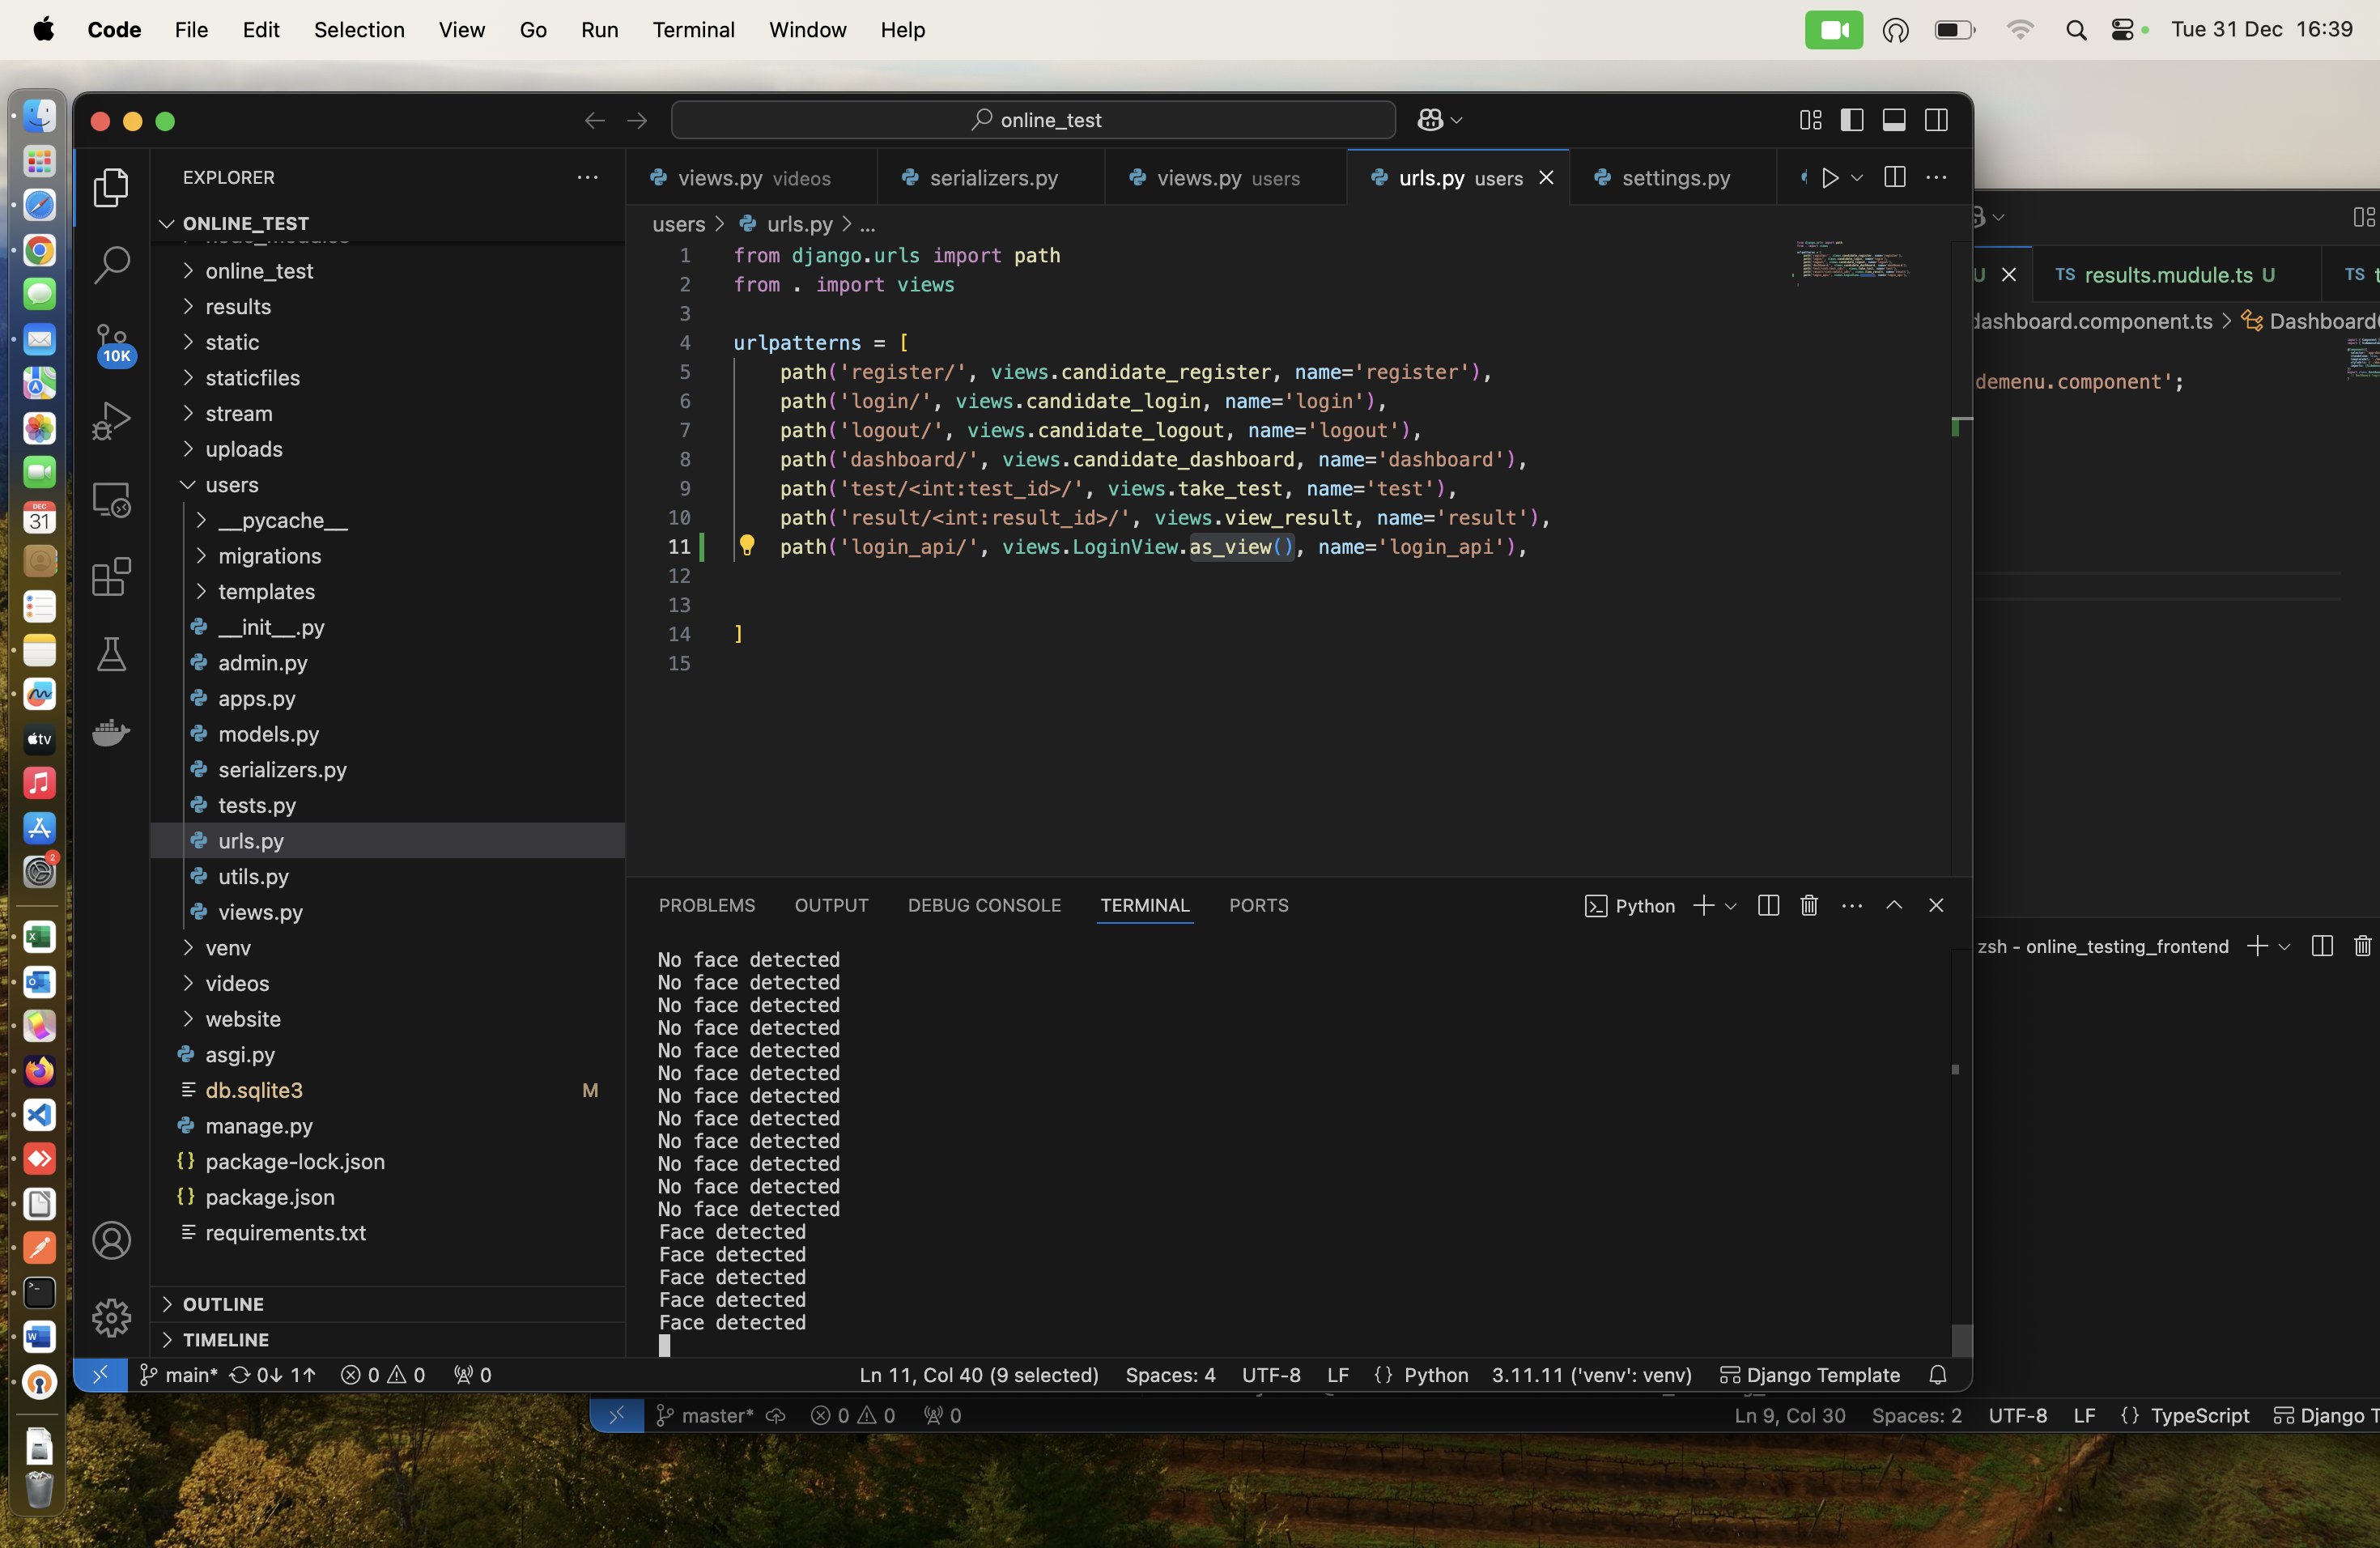 Code File Edit Selection View Go Run Terminal Window Help Tue 31 Dec 16:39
online_test
EXPLORER
ONLINE_TEST
online_test
results
static
staticfiles
stream
uploads
users
__pycache__
migrations
templates
__init__.py
admin.py
apps.py
models.py
serializers.py
tests.py
urls.py
utils.py
views.py
venv
videos
website
asgi.py
db.sqlite3 M
manage.py
package-lock.json
package.json
requirements.txt
OUTLINE
TIMELINE
10K
views.py videos serializers.py views.py users urls.py users settings.py
users > urls.py > ...
1 from django.urls import path
2 from . import views
3
4 urlpatterns = [
5 path('register/', views.candidate_register, name='register'),
6 path('login/', views.candidate_login, name='login'),
7 path('logout/', views.candidate_logout, name='logout'),
8 path('dashboard/', views.candidate_dashboard, name='dashboard'),
9 path('test/<int:test_id>/', views.take_test, name='test'),
10 path('result/<int:result_id>/', views.view_result, name='result'),
11 path('login_api/', views.LoginView.as_view(), name='login_api'),
12
13
14 ]
15
PROBLEMS OUTPUT DEBUG CONSOLE TERMINAL PORTS Python
No face detected
No face detected
No face detected
No face detected
No face detected
No face detected
No face detected
No face detected
No face detected
No face detected
No face detected
No face detected
Face detected
Face detected
Face detected
Face detected
Face detected
main* 0↓ 1↑ 0 0 0 Ln 11, Col 40 (9 selected) Spaces: 4 UTF-8 LF {} Python 3.11.11 ('venv': venv) Django Template
U TS results.mudule.ts U TS
dashboard.component.ts >
demenu.component';
zsh - online_testing_frontend
master* 0 0 0 Ln 9, Col 30 Spaces: 2 UTF-8 LF {} TypeScript Django
DEC
31
tv
2